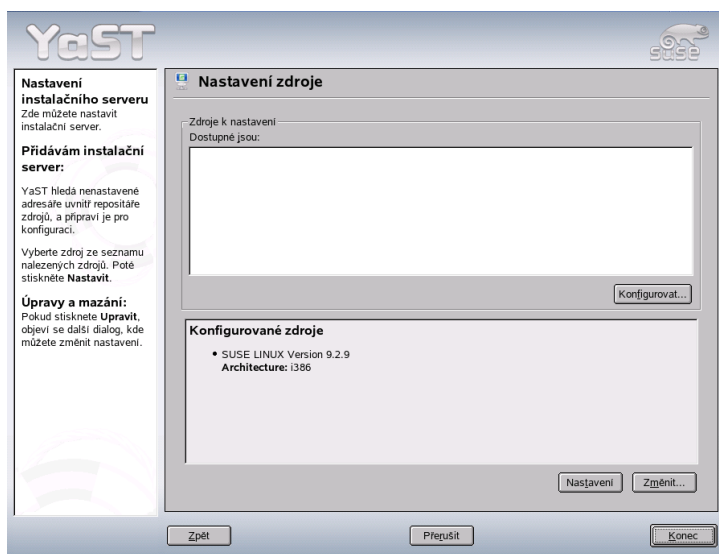 YaST
SUSE
Nastavení
instalačního serveru
Zde můžete nastavit
instalační server.
Přidávám instalační
server:
YaST hledá nenastavené
adresáře uvnitř repositáře
zdrojů, a připraví je pro
konfiguraci.
Vyberte zdroj ze seznamu
nalezených zdrojů. Poté
stiskněte Nastavit.
Úpravy a mazání:
Pokud stisknete Upravit,
objeví se další dialog, kde
můžete změnit nastavení.
Nastavení zdroje
Zdroje k nastavení
Dostupné jsou:
Konfigurovat...
Konfigurované zdroje
• SUSE LINUX Version 9.2.9
Architecture: i386
Nastavení
Změnit...
Zpět
Přerušit
Konec